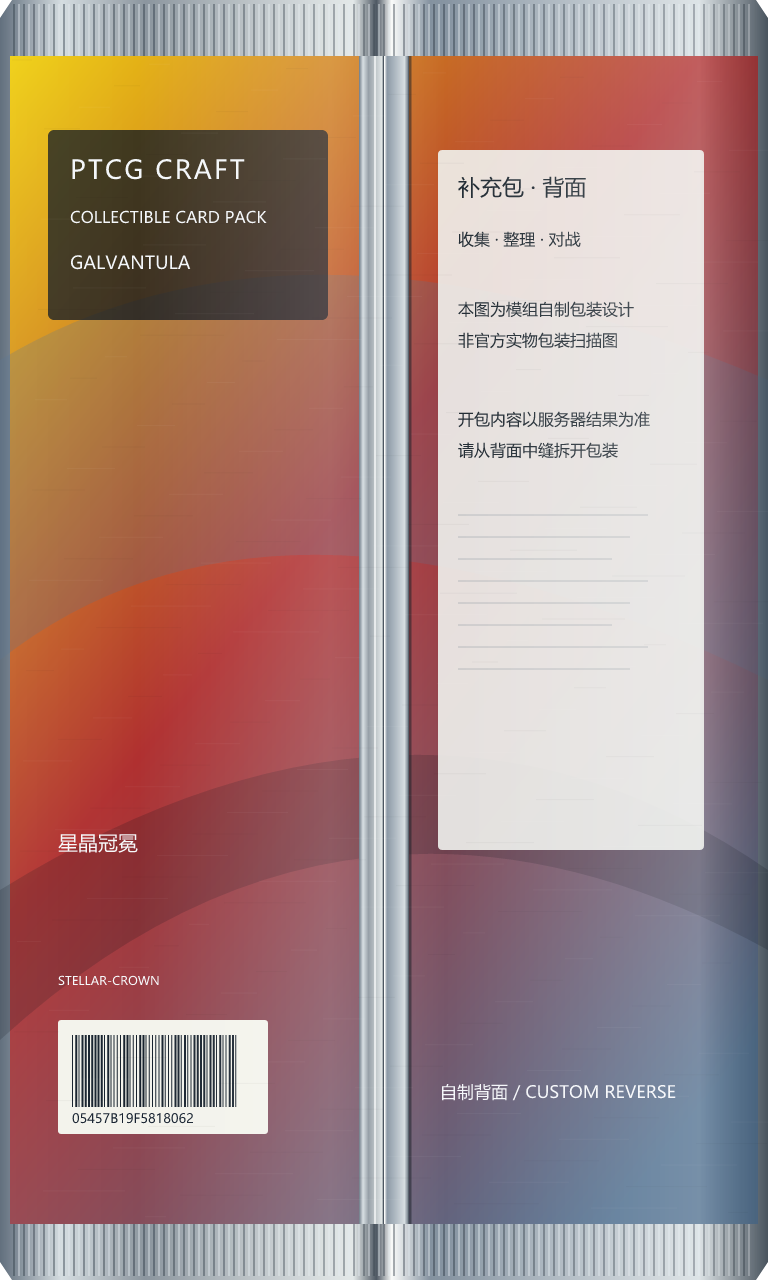 PTCG CRAFT
COLLECTIBLE CARD PACK
GALVANTULA
星晶冠冕
STELLAR-CROWN
05457B19F5818062
补充包 · 背面
收集 · 整理 · 对战
本图为模组自制包装设计
非官方实物包装扫描图
开包内容以服务器结果为准
请从背面中缝拆开包装
自制背面 / CUSTOM REVERSE